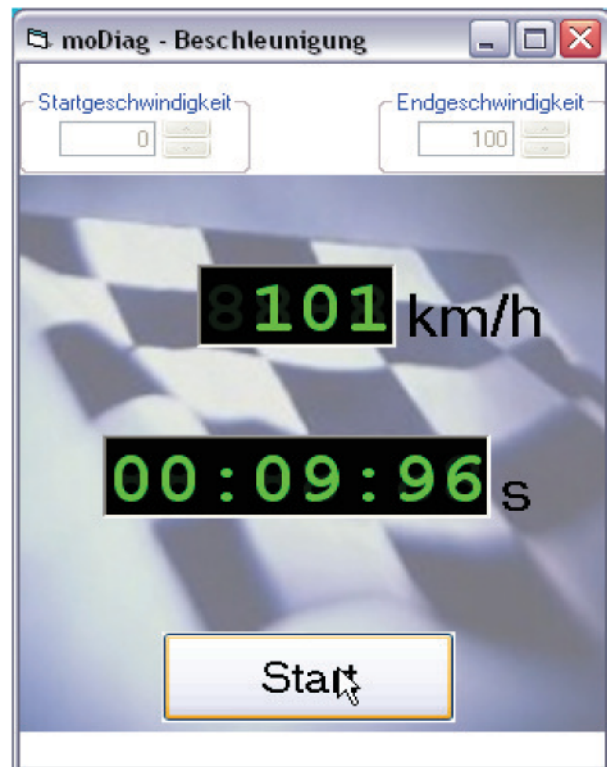 moDiag - Beschleunigung
Startgeschwindigkeit
Endgeschwindigkeit
0
100
101 km/h
00:09:96 s
Start